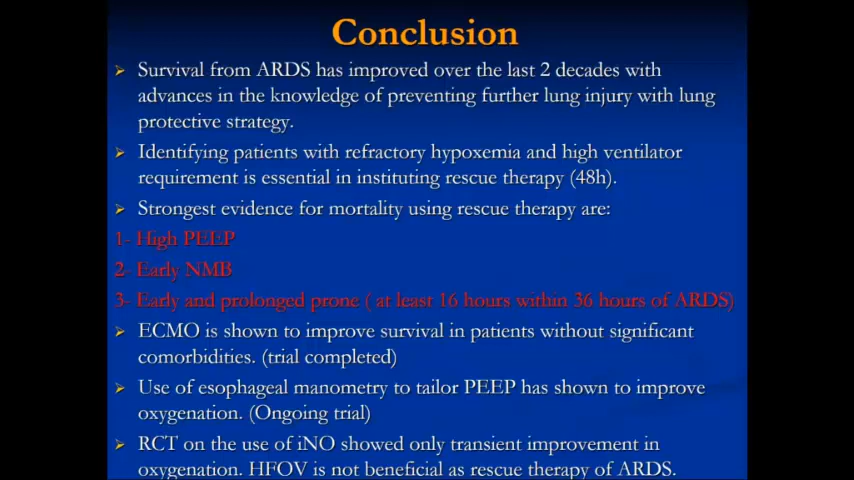 Conclusion
➢ Survival from ARDS has improved over the last 2 decades with
advances in the knowledge of preventing further lung injury with lung
protective strategy.
➢ Identifying patients with refractory hypoxemia and high ventilator
requirement is essential in instituting rescue therapy (48h).
➢ Strongest evidence for mortality using rescue therapy are:
1- High PEEP
2- Early NMB
3- Early and prolonged prone ( at least 16 hours within 36 hours of ARDS)
➢ ECMO is shown to improve survival in patients without significant
comorbidities. (trial completed)
➢ Use of esophageal manometry to tailor PEEP has shown to improve
oxygenation. (Ongoing trial)
➢ RCT on the use of iNO showed only transient improvement in
oxygenation. HFOV is not beneficial as rescue therapy of ARDS.